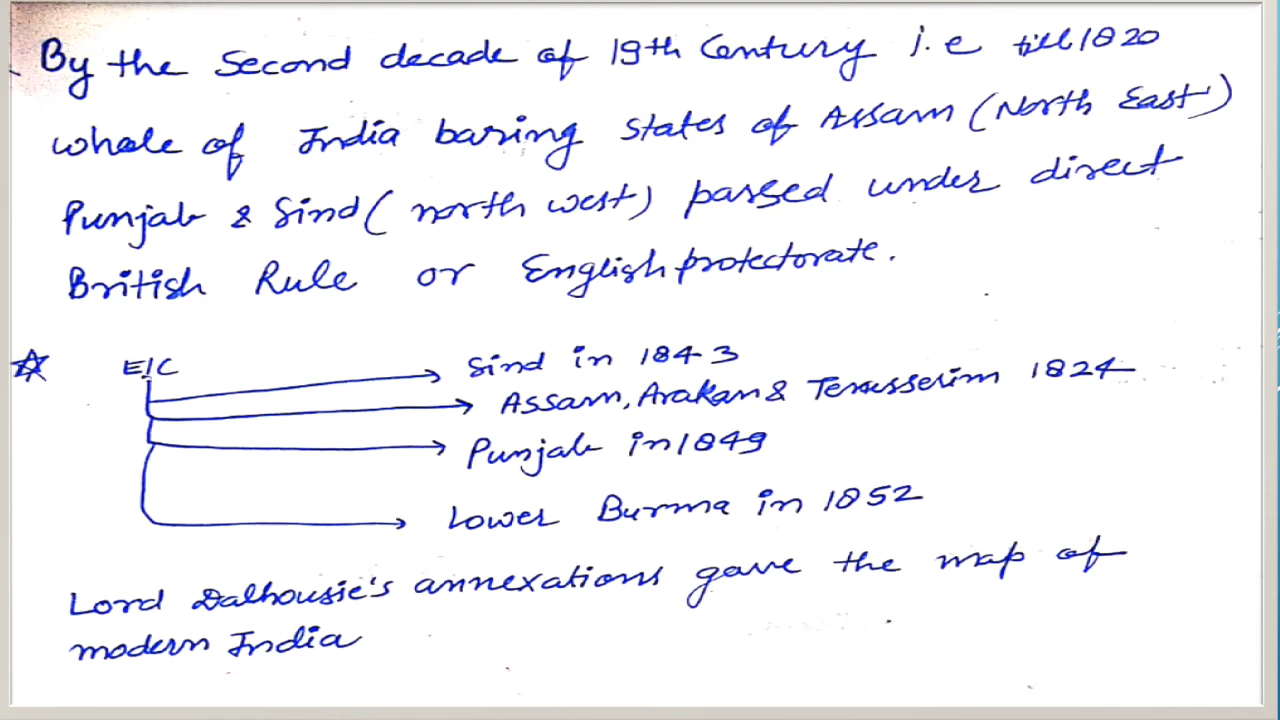 By the Second decade of 19th Century i.e till 1820
whole of India baring States of Assam (North East)
Punjab & Sind (north west) passed under direct
British Rule or English protectorate.
☆ EIC → Sind in 1843
→ Assam, Arakan & Tenusserim 1824
→ Punjab in 1849
→ Lower Burma in 1852
Lord Dalhousie's annexations gave the map of
modern India